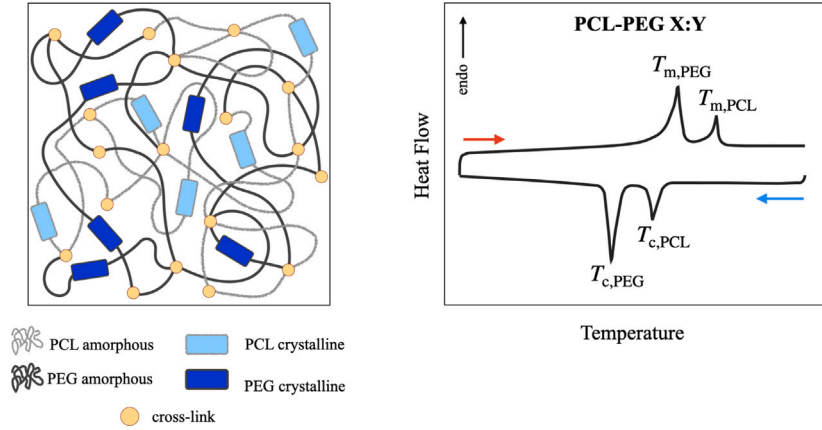 PCL-PEG X:Y
endo
Tm,PEG
Tm,PCL
Heat Flow
Tc,PCL
Tc,PEG
Temperature
PCL amorphous
PCL crystalline
PEG amorphous
PEG crystalline
cross-link